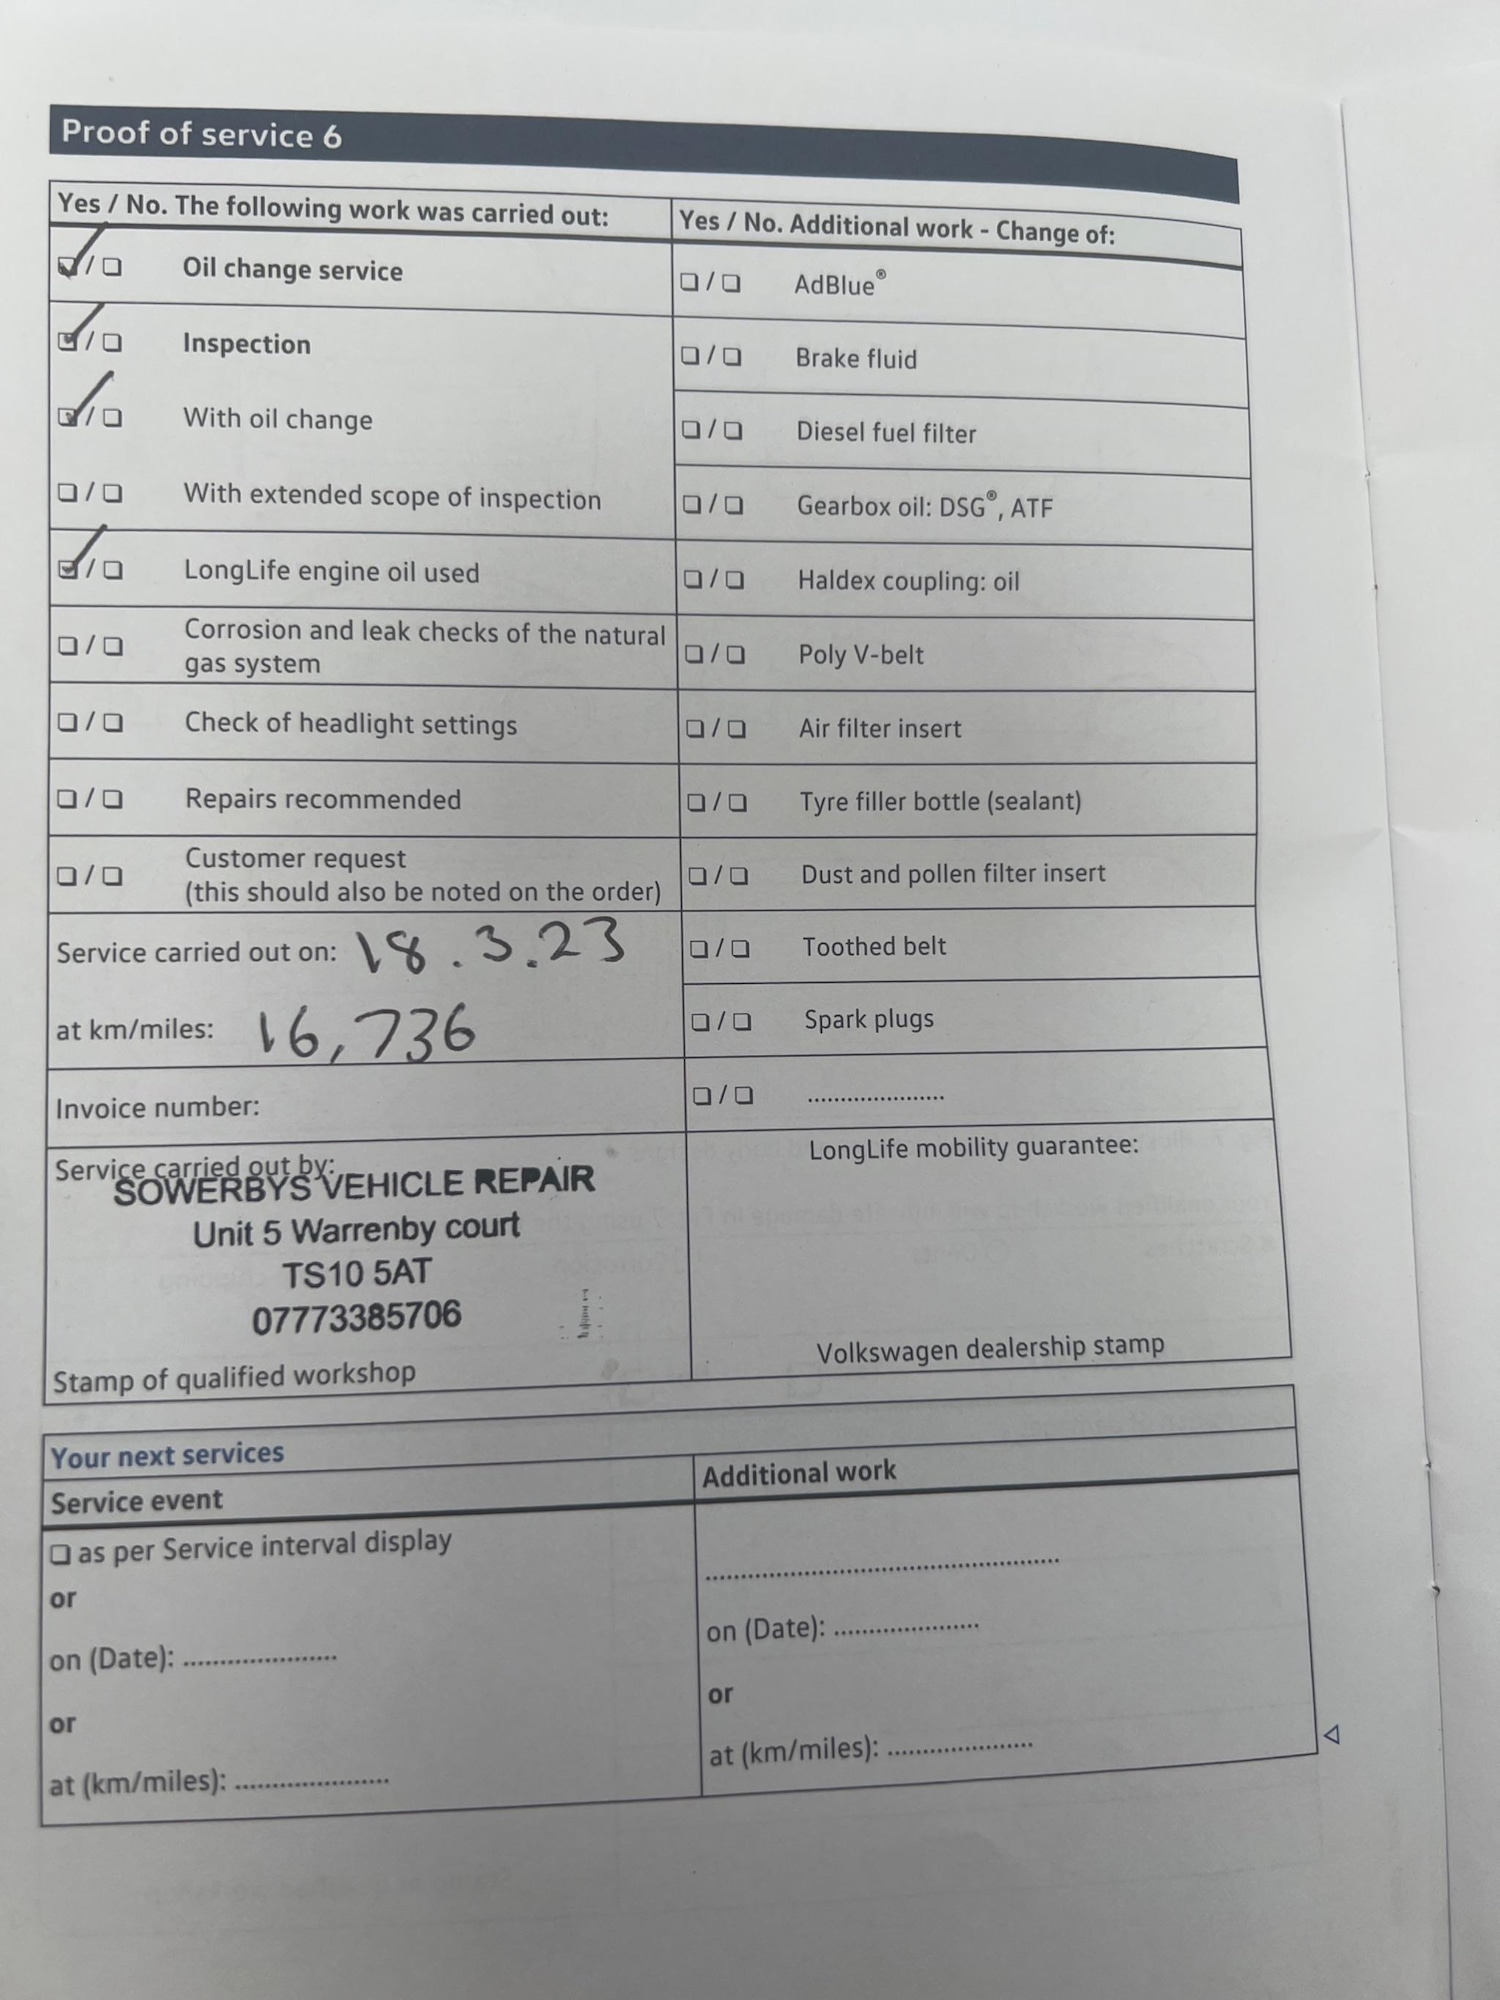 Proof of service 6
Yes / No. The following work was carried out:
Oil change service
Inspection
With oil change
With extended scope of inspection
LongLife engine oil used
Corrosion and leak checks of the natural
gas system
Check of headlight settings
Repairs recommended
Customer request
(this should also be noted on the order)
Service carried out on: 18.3.23
at km/miles: 16,736
Invoice number:
Service carried out by:
SOWERBYS VEHICLE REPAIR
Unit 5 Warrenby court
TS10 5AT
07773385706
Stamp of qualified workshop
Yes / No. Additional work - Change of:
AdBlue®
Brake fluid
Diesel fuel filter
Gearbox oil: DSG®, ATF
Haldex coupling: oil
Poly V-belt
Air filter insert
Tyre filler bottle (sealant)
Dust and pollen filter insert
Toothed belt
Spark plugs
.....................
LongLife mobility guarantee:
Volkswagen dealership stamp
Your next services
Service event
as per Service interval display
or
on (Date): .....................
or
at (km/miles): .....................
Additional work
................................................
on (Date): .....................
or
at (km/miles): .....................